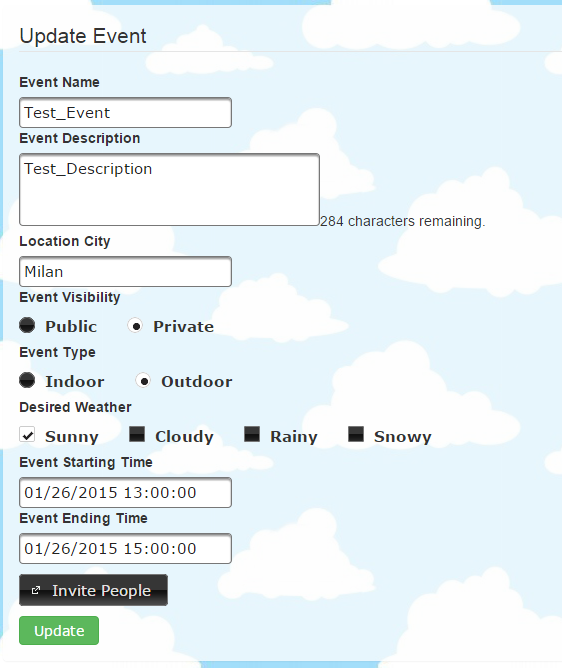 Update Event
Event Name
Test_Event
Event Description
Test_Description
284 characters remaining.
Location City
Milan
Event Visibility
Public Private
Event Type
Indoor Outdoor
Desired Weather
Sunny Cloudy Rainy Snowy
Event Starting Time
01/26/2015 13:00:00
Event Ending Time
01/26/2015 15:00:00
Invite People
Update